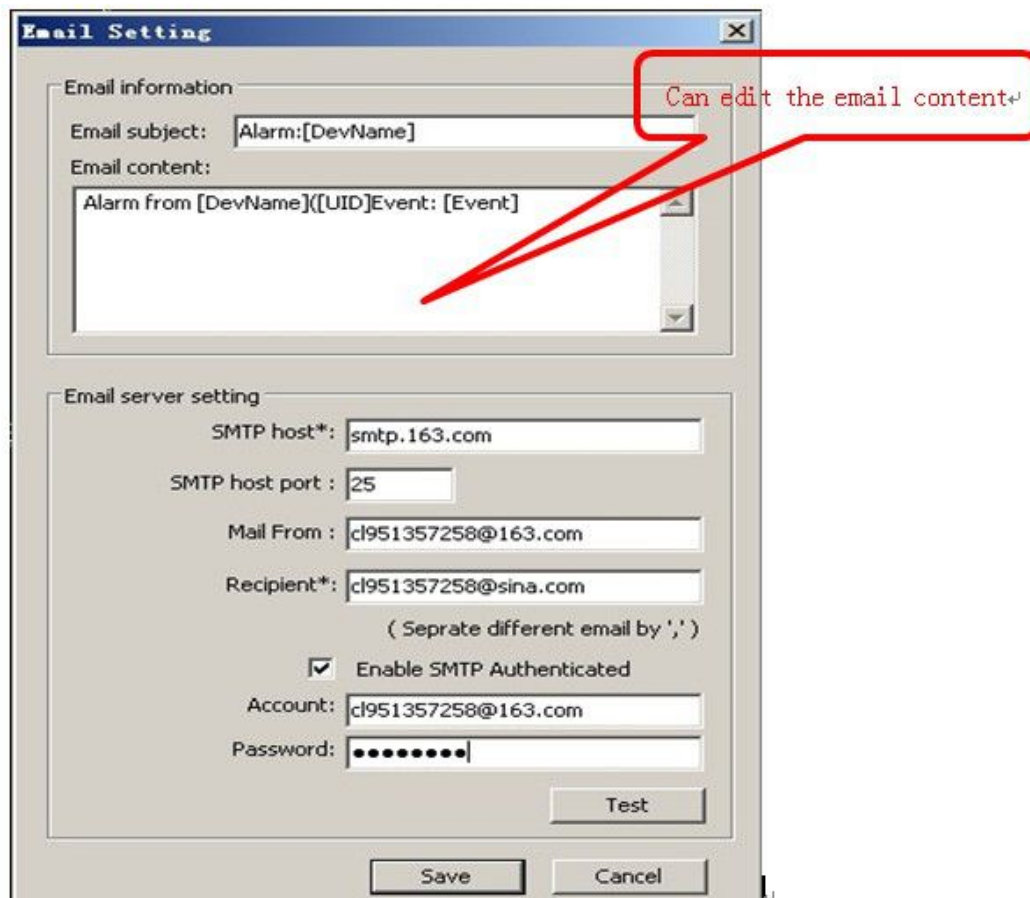 Email Setting
Email information
Can edit the email content
Email subject: Alarm:[DevName]
Email content:
Alarm from [DevName]([UID]Event: [Event]
Email server setting
SMTP host*: smtp.163.com
SMTP host port : 25
Mail From : cl951357258@163.com
Recipient*: cl951357258@sina.com
( Seprate different email by ',' )
Enable SMTP Authenticated
Account: cl951357258@163.com
Password: ●●●●●●●●
Test
Save Cancel